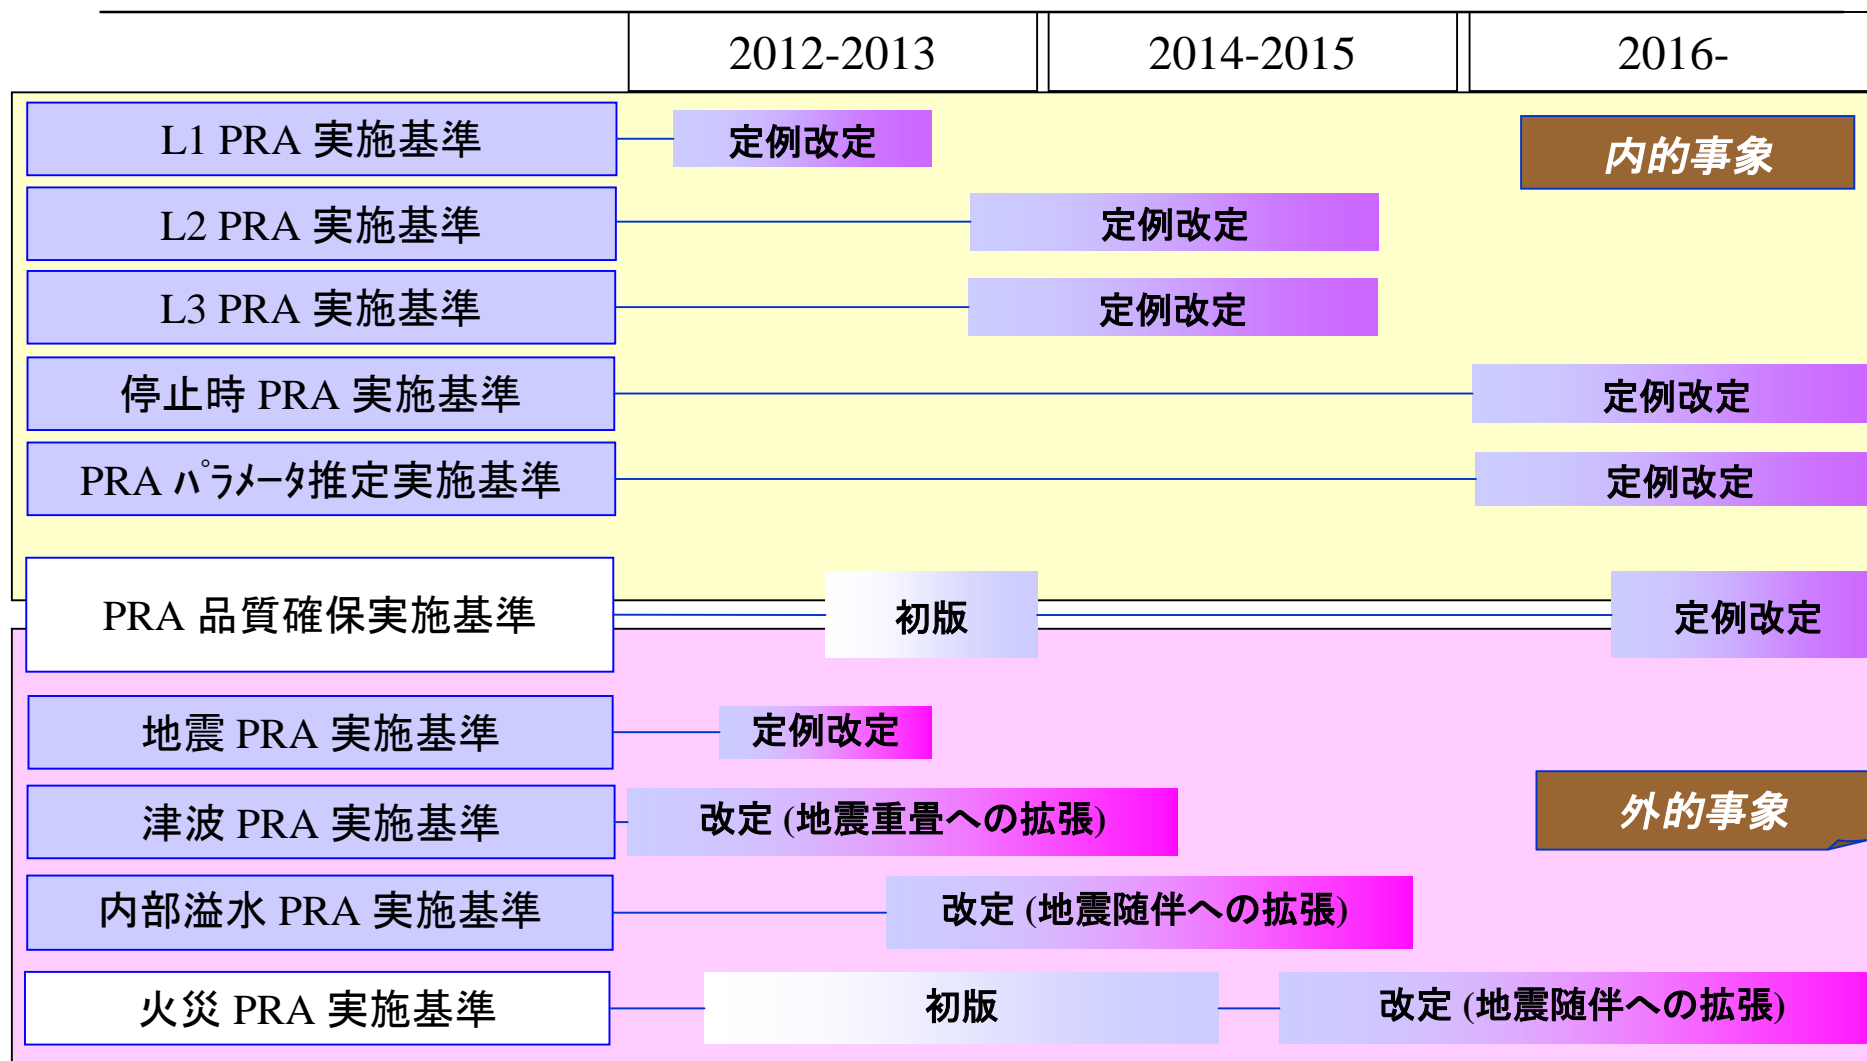 2012-2013 2014-2015 2016-
L1 PRA 実施基準 定例改定 内的事象
L2 PRA 実施基準 定例改定
L3 PRA 実施基準 定例改定
停止時 PRA 実施基準 定例改定
PRA ﾊﾟﾗﾒｰﾀ推定実施基準 定例改定
PRA 品質確保実施基準 初版 定例改定
地震 PRA 実施基準 定例改定
津波 PRA 実施基準 改定 (地震重畳への拡張) 外的事象
内部溢水 PRA 実施基準 改定 (地震随伴への拡張)
火災 PRA 実施基準 初版 改定 (地震随伴への拡張)